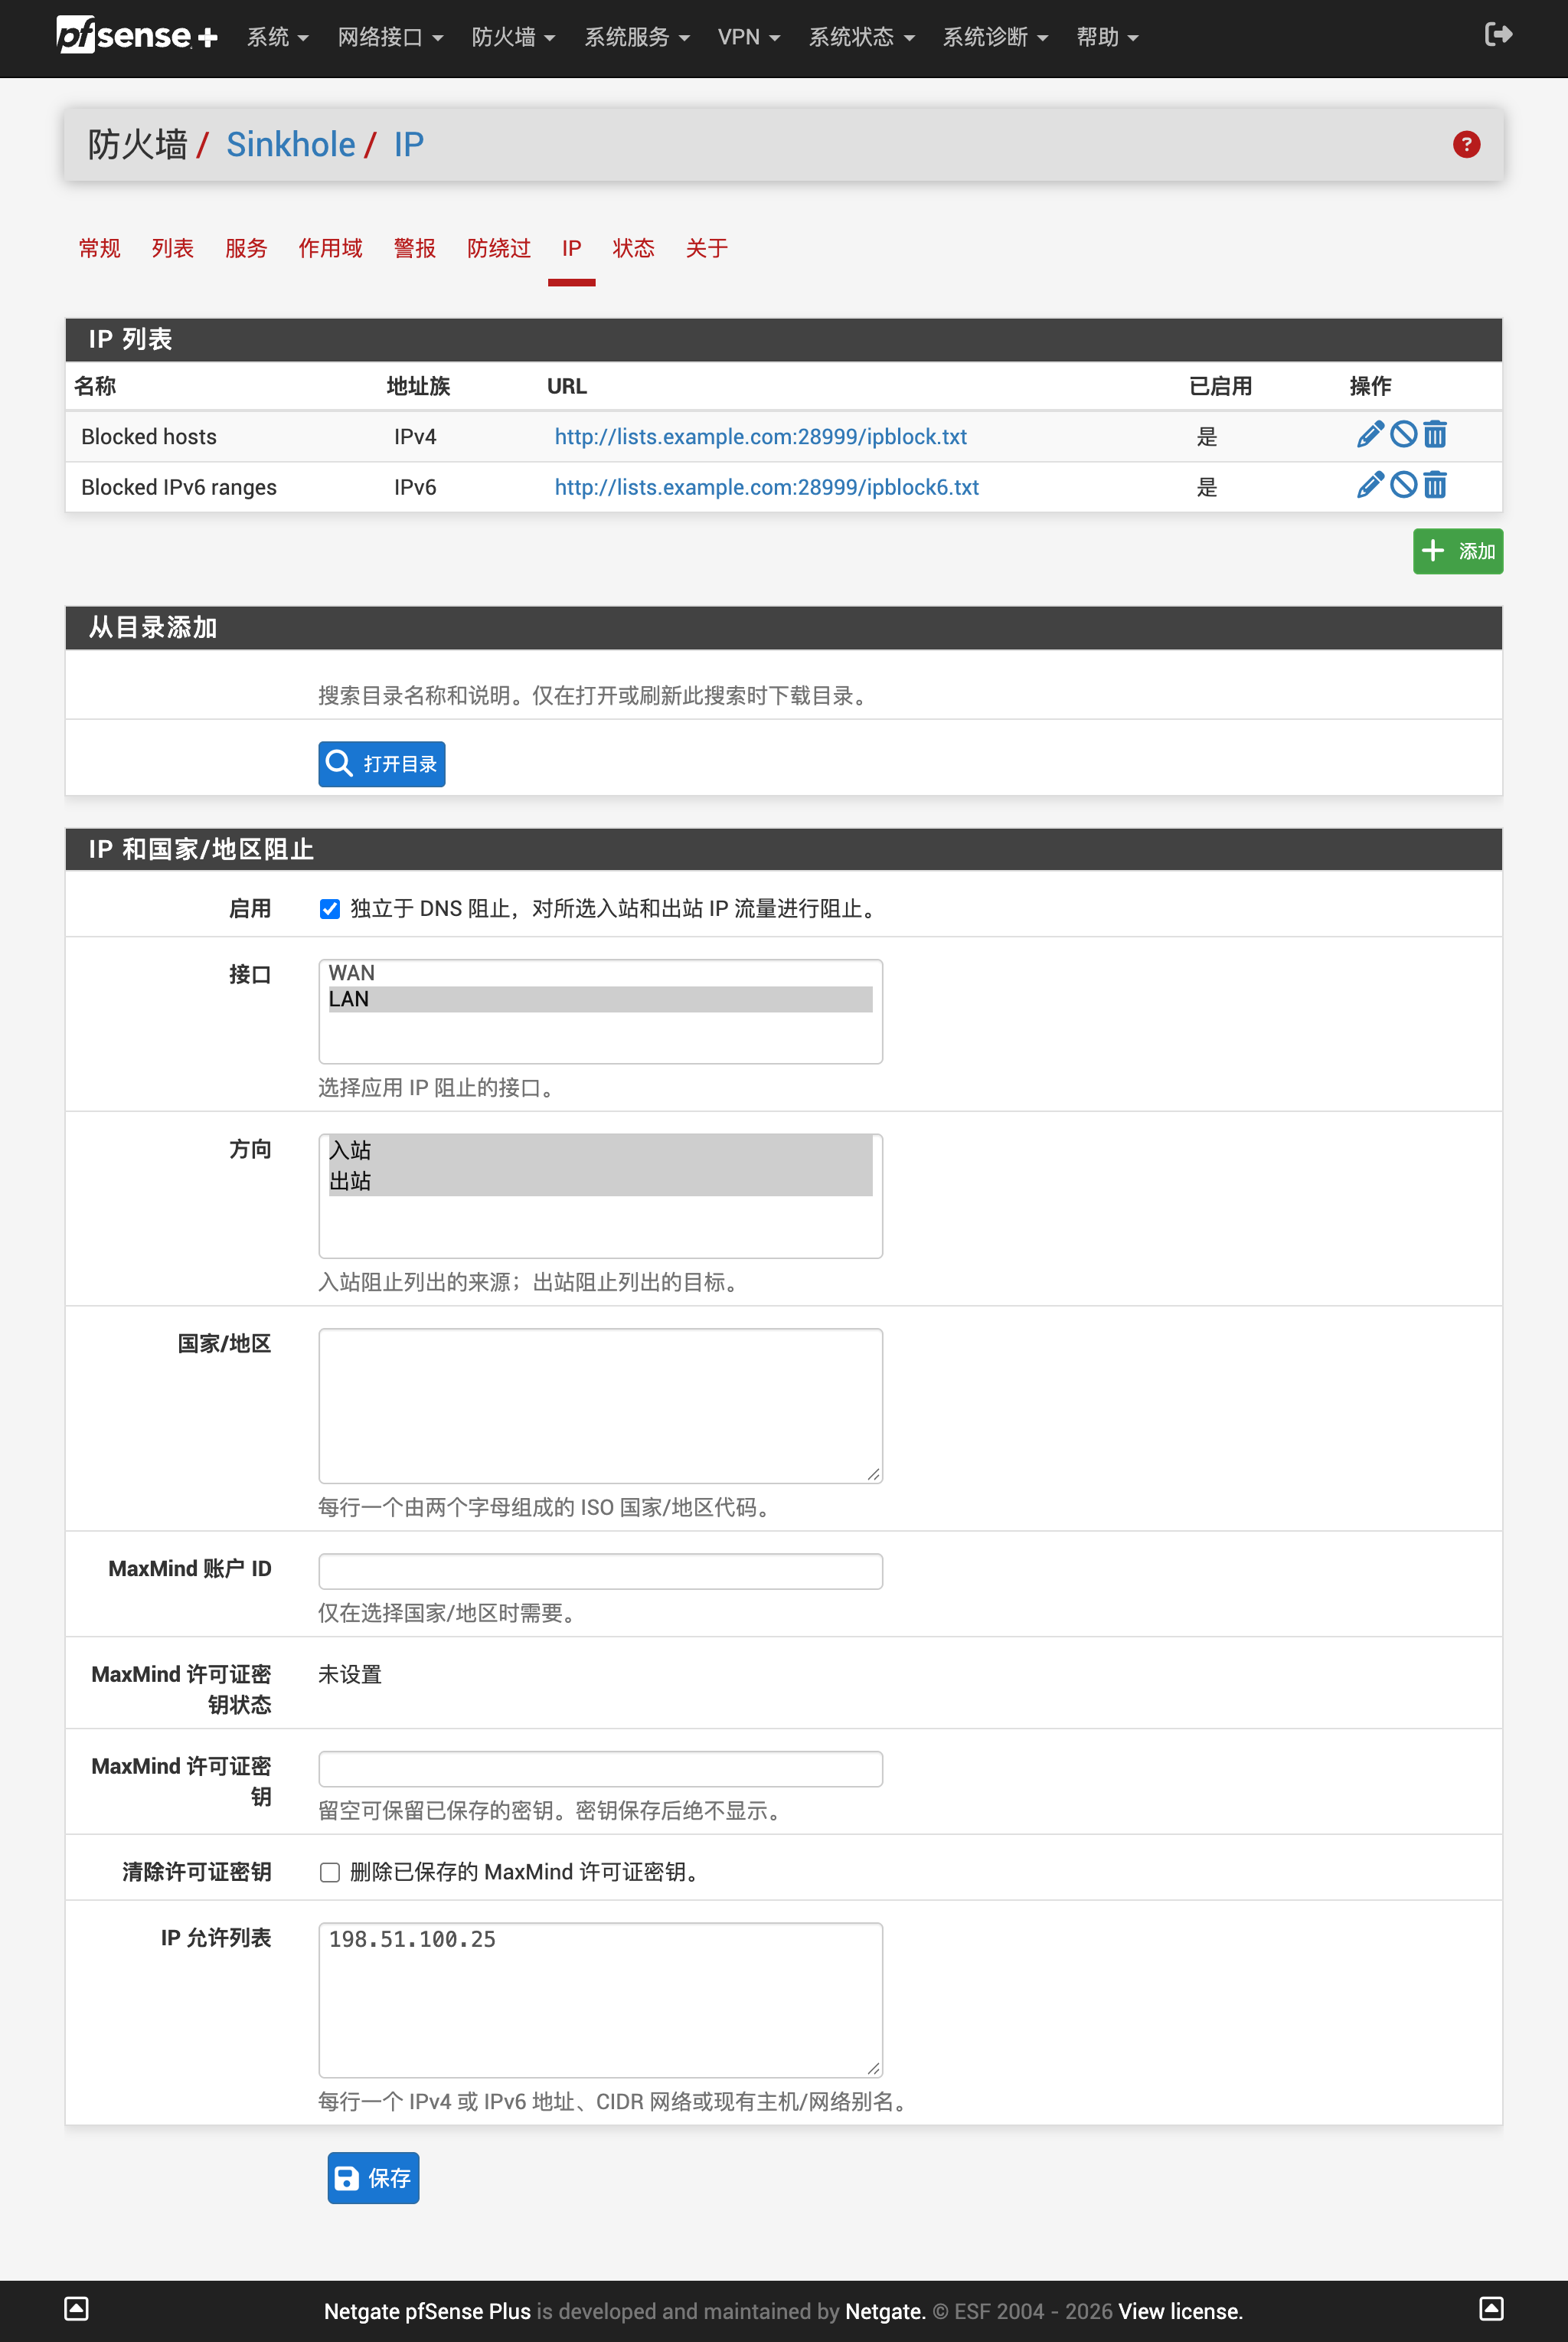 pfsense +
系统 网络接口 防火墙 系统服务 VPN 系统状态 系统诊断 帮助
防火墙 / Sinkhole / IP
常规 列表 服务 作用域 警报 防绕过 IP 状态 关于
IP 列表
名称 地址族 URL 已启用 操作
Blocked hosts IPv4 http://lists.example.com:28999/ipblock.txt 是
Blocked IPv6 ranges IPv6 http://lists.example.com:28999/ipblock6.txt 是
添加
从目录添加
搜索目录名称和说明。仅在打开或刷新此搜索时下载目录。
打开目录
IP 和国家/地区阻止
启用 独立于 DNS 阻止，对所选入站和出站 IP 流量进行阻止。
接口
WAN
LAN
选择应用 IP 阻止的接口。
方向
入站
出站
入站阻止列出的来源；出站阻止列出的目标。
国家/地区
每行一个由两个字母组成的 ISO 国家/地区代码。
MaxMind 账户 ID
仅在选择国家/地区时需要。
MaxMind 许可证密
钥状态
未设置
MaxMind 许可证密
钥
留空可保留已保存的密钥。密钥保存后绝不显示。
清除许可证密钥 删除已保存的 MaxMind 许可证密钥。
IP 允许列表
198.51.100.25
每行一个 IPv4 或 IPv6 地址、CIDR 网络或现有主机/网络别名。
保存
Netgate pfSense Plus is developed and maintained by Netgate. © ESF 2004 - 2026 View license.